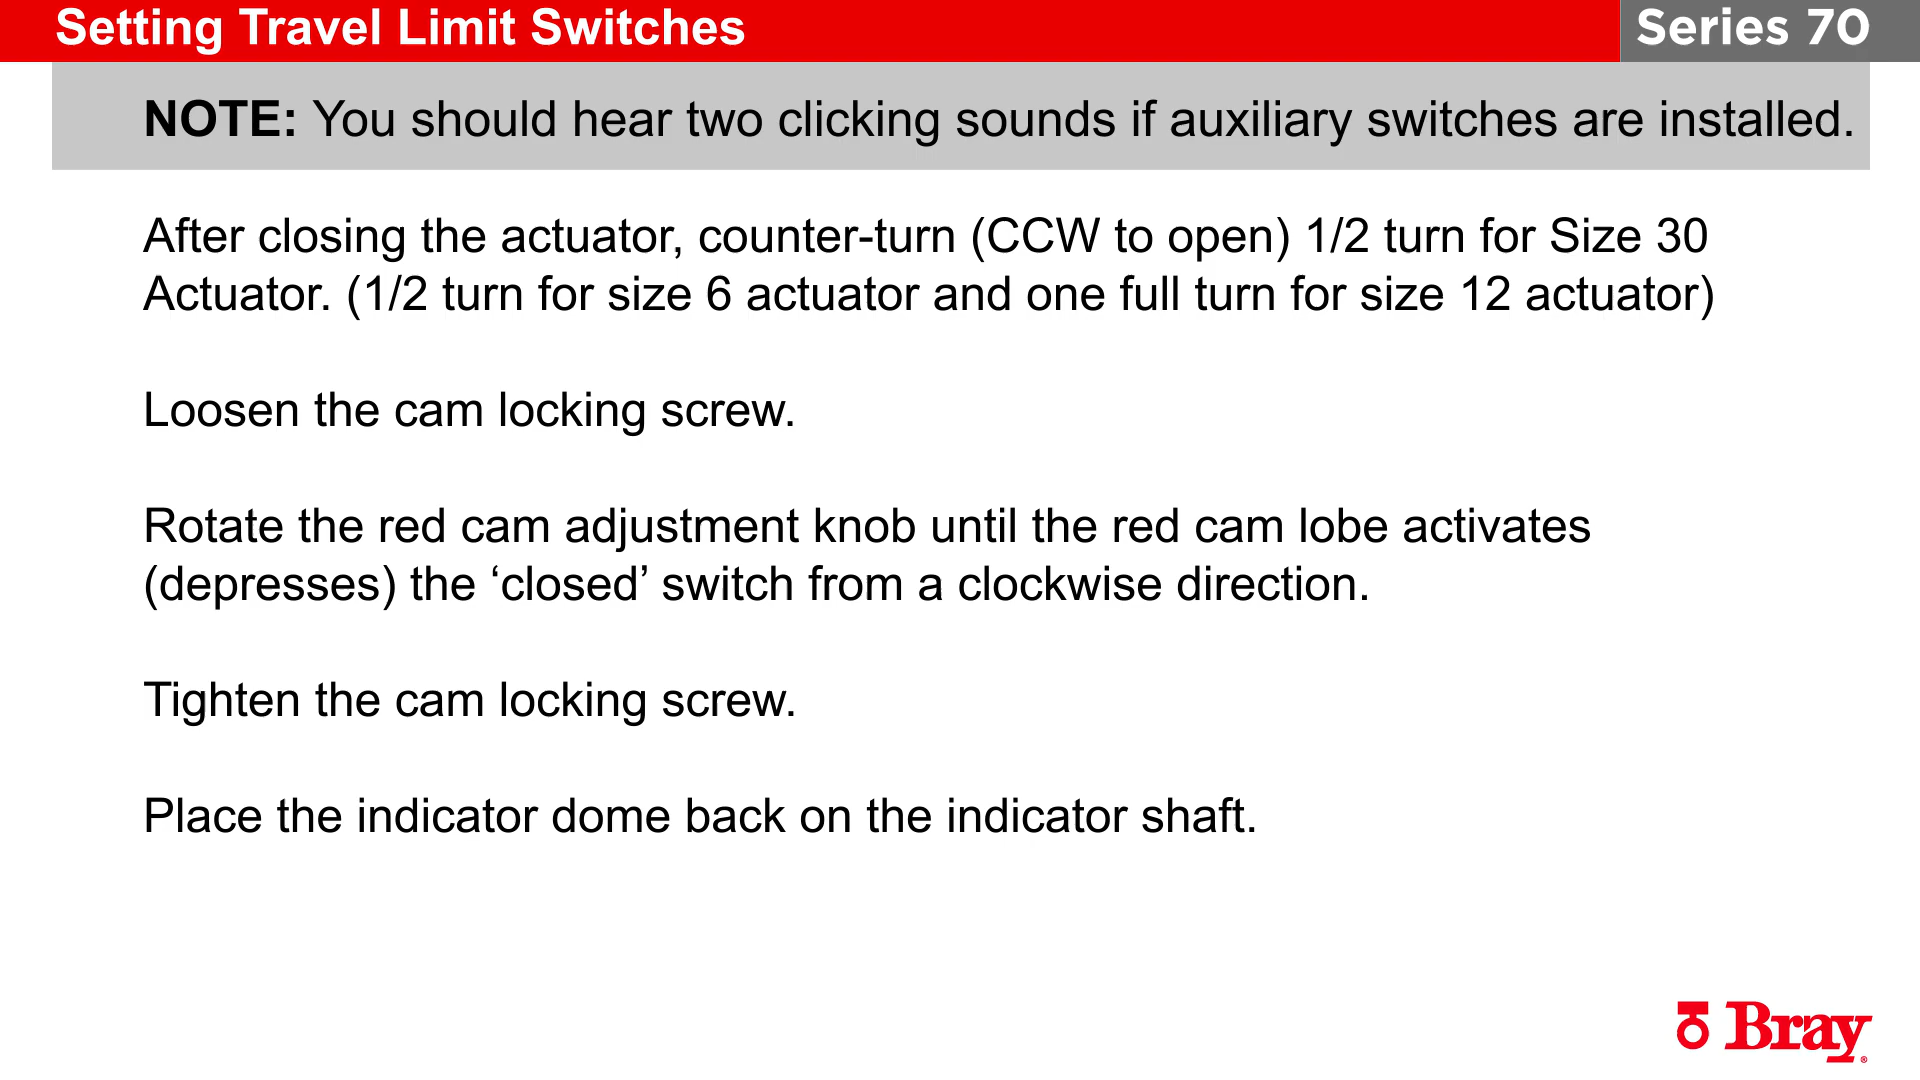 Setting Travel Limit Switches
Series 70
NOTE: You should hear two clicking sounds if auxiliary switches are installed.
After closing the actuator, counter-turn (CCW to open) 1/2 turn for Size 30
Actuator. (1/2 turn for size 6 actuator and one full turn for size 12 actuator)
Loosen the cam locking screw.
Rotate the red cam adjustment knob until the red cam lobe activates
(depresses) the ‘closed’ switch from a clockwise direction.
Tighten the cam locking screw.
Place the indicator dome back on the indicator shaft.
Bray®